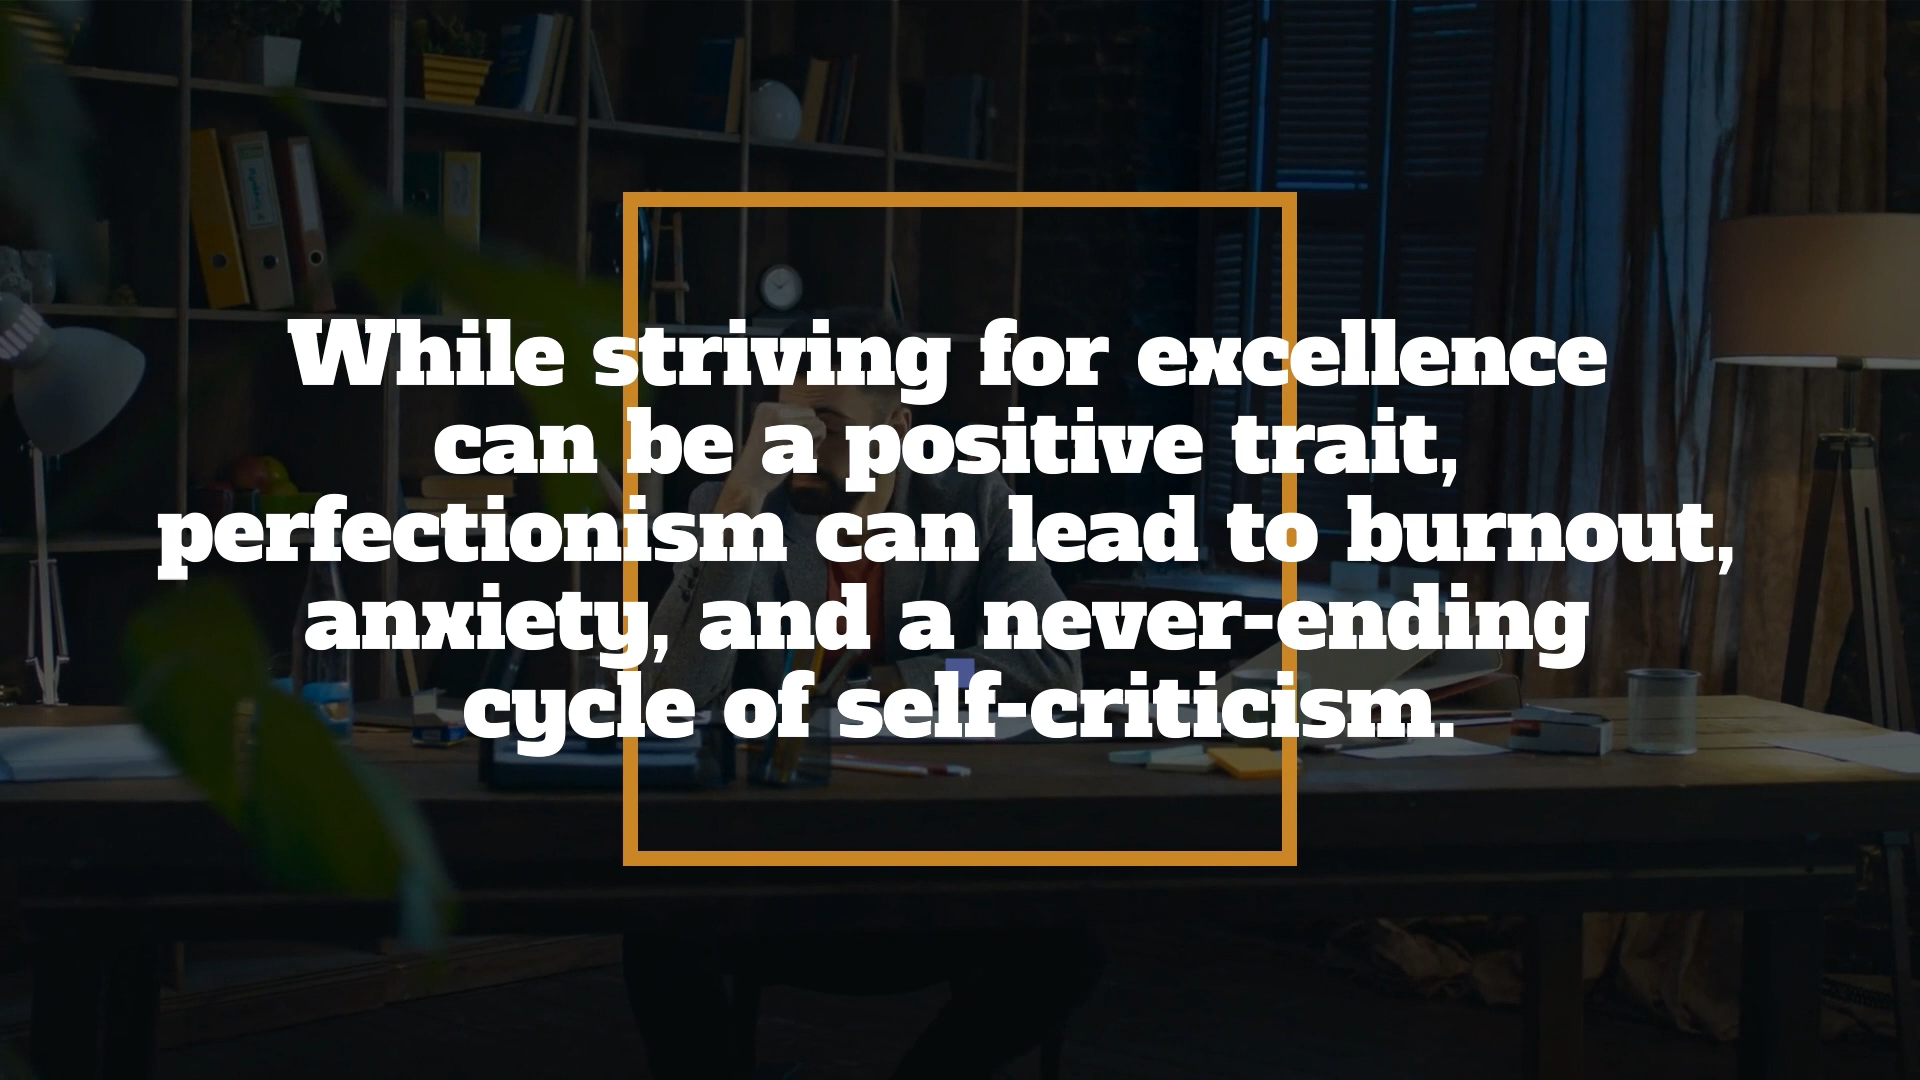 While striving for excellence
can be a positive trait,
perfectionism can lead to burnout,
anxiety, and a never-ending
cycle of self-criticism.